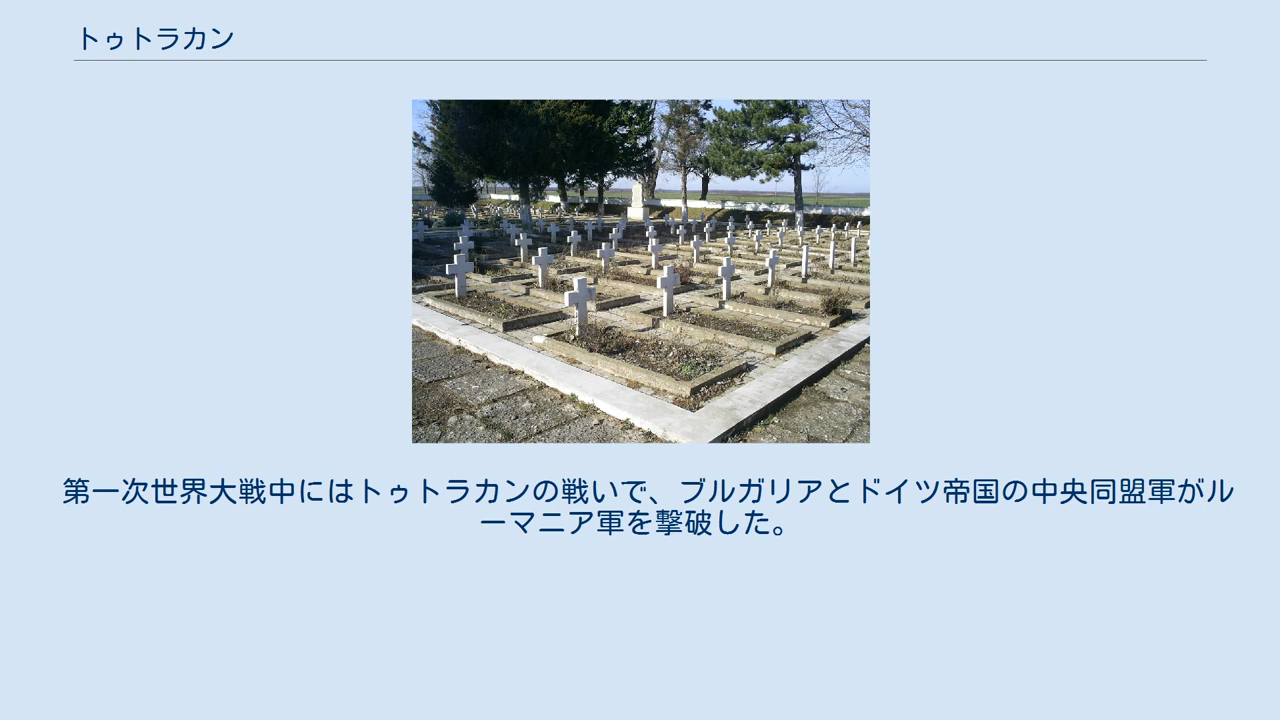 トゥトラカン
第一次世界大戦中にはトゥトラカンの戦いで、ブルガリアとドイツ帝国の中央同盟軍がル
ーマニア軍を撃破した。